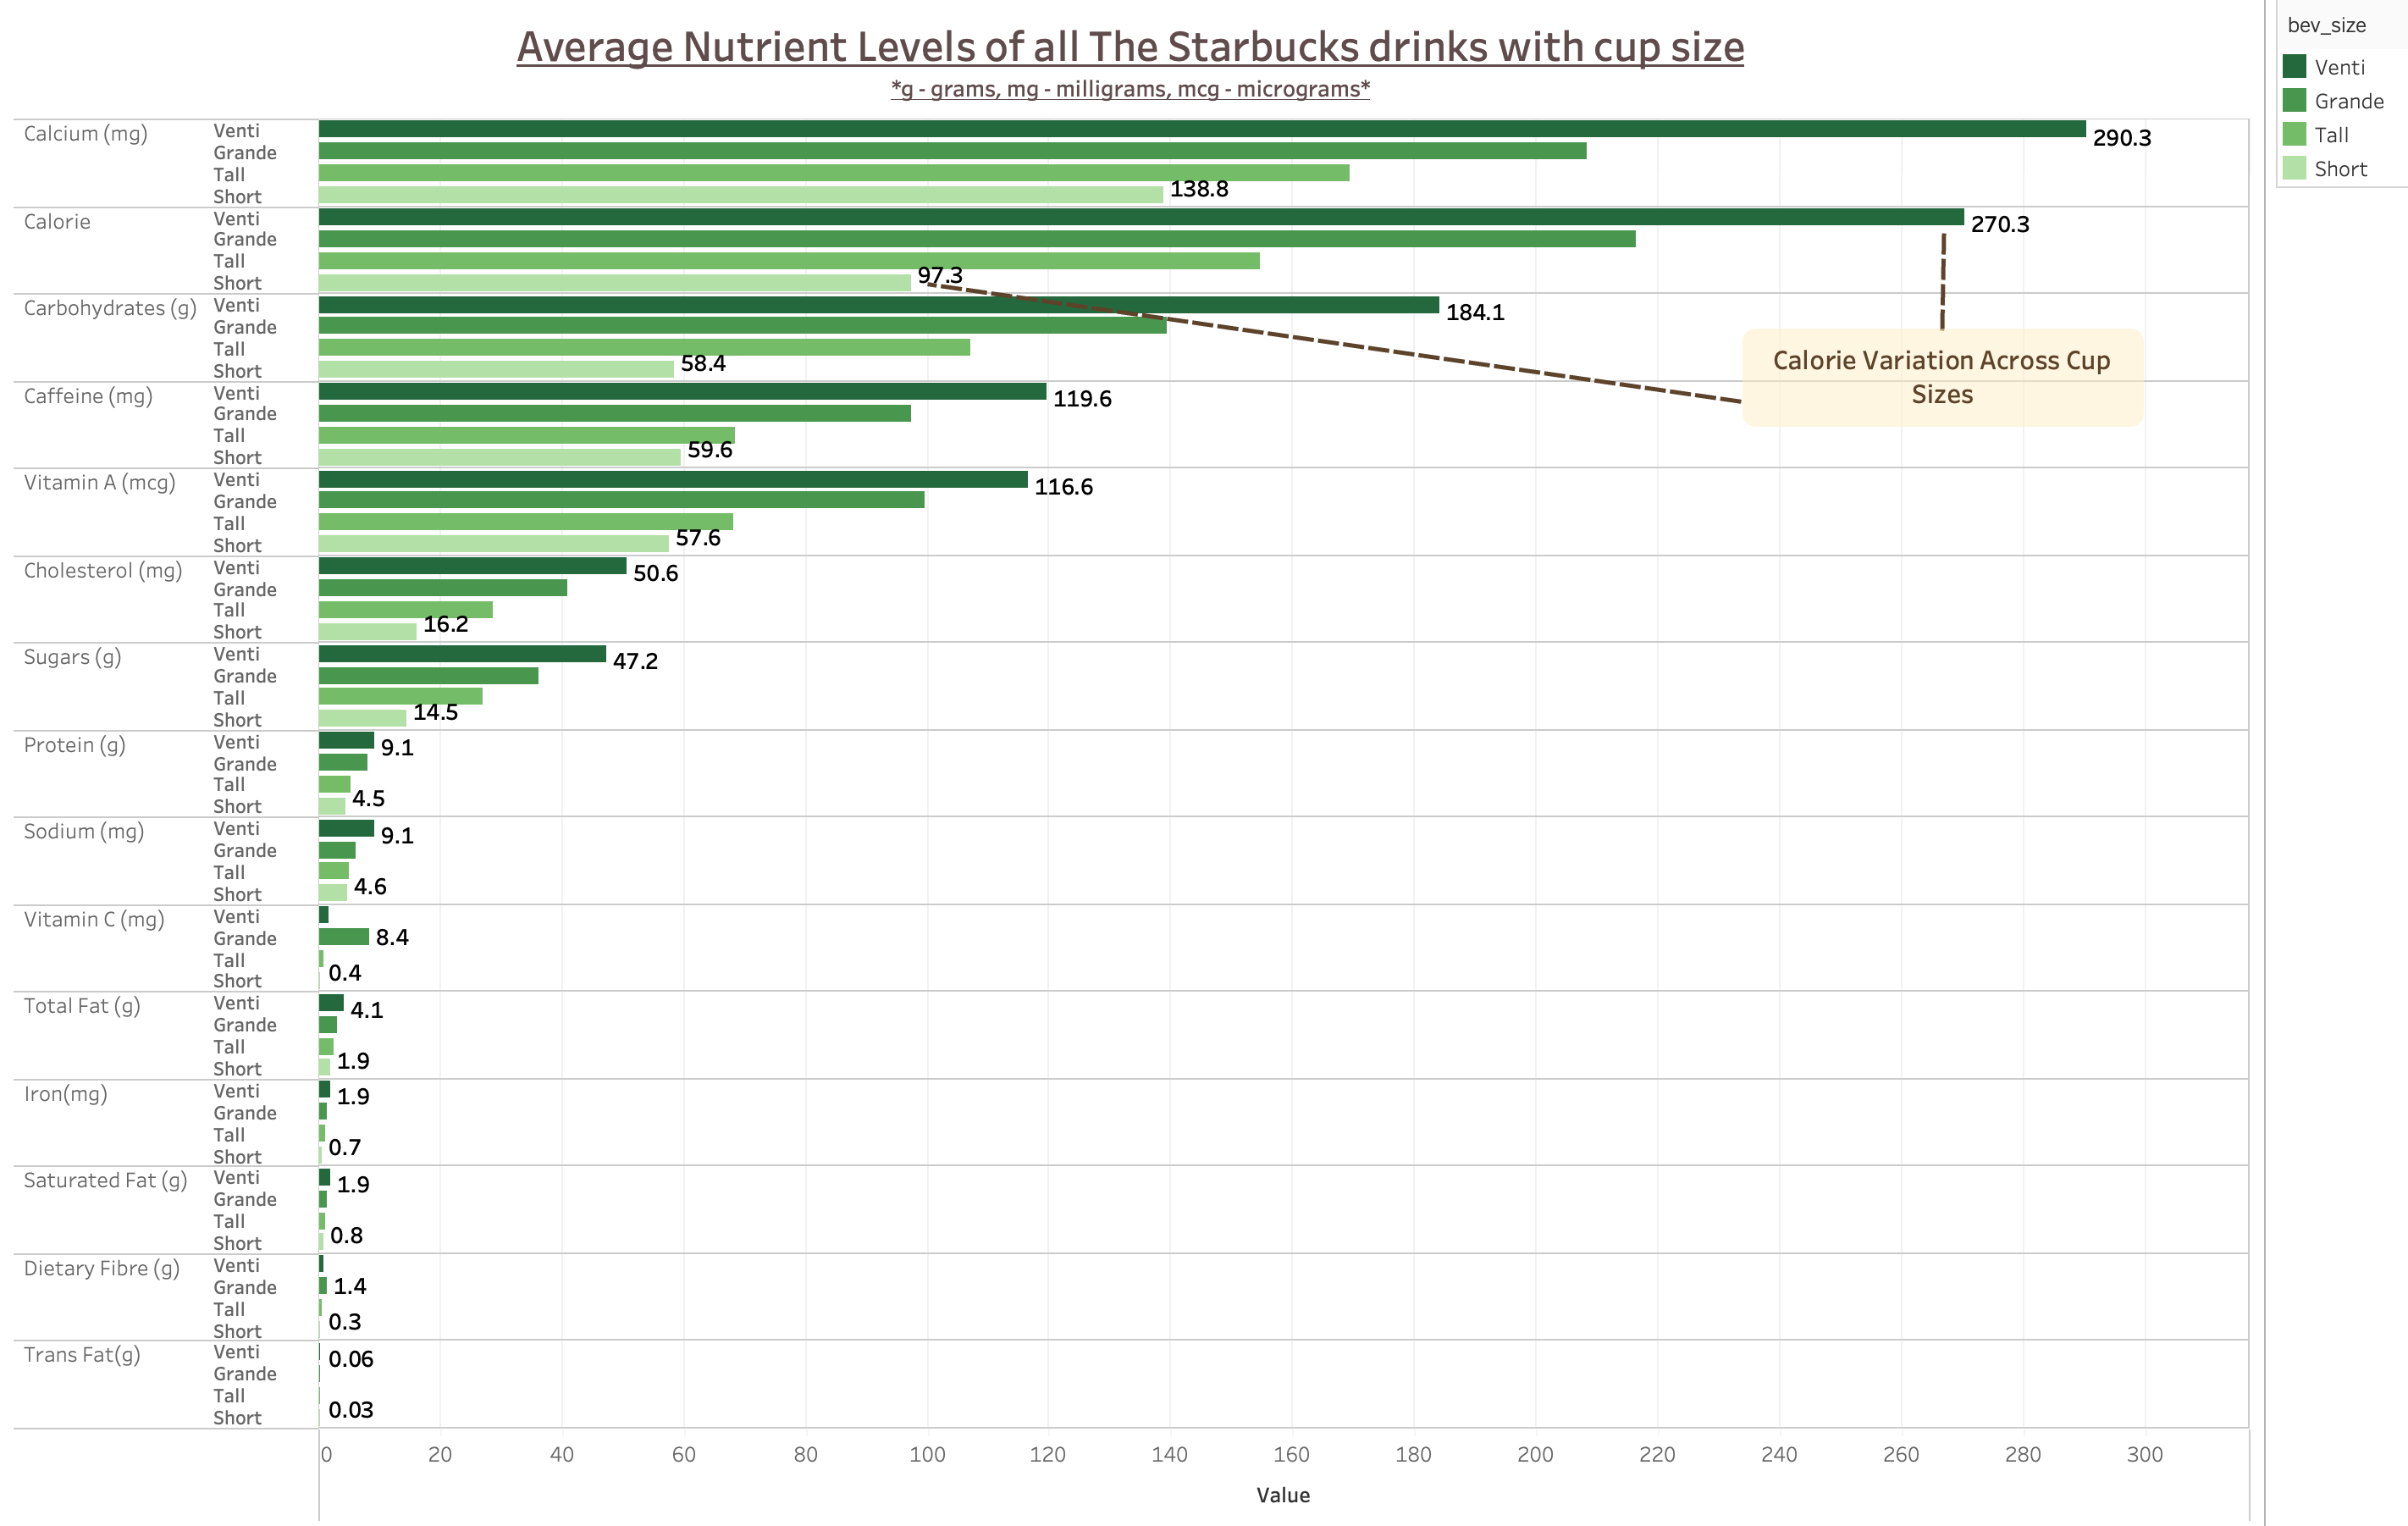 Average Nutrient Levels of all The Starbucks drinks with cup size
*g - grams, mg - milligrams, mcg - micrograms*
bev_size
Venti
Grande
Tall
Short
Calcium (mg)
Venti 290.3
Grande
Tall
Short 138.8
Calorie
Venti 270.3
Grande
Tall
Short 97.3
Carbohydrates (g)
Venti 184.1
Grande
Tall
Short 58.4
Calorie Variation Across Cup
Sizes
Caffeine (mg)
Venti 119.6
Grande
Tall
Short 59.6
Vitamin A (mcg)
Venti 116.6
Grande
Tall
Short 57.6
Cholesterol (mg)
Venti 50.6
Grande
Tall
Short 16.2
Sugars (g)
Venti 47.2
Grande
Tall
Short 14.5
Protein (g)
Venti 9.1
Grande
Tall
Short 4.5
Sodium (mg)
Venti 9.1
Grande
Tall
Short 4.6
Vitamin C (mg)
Venti
Grande 8.4
Tall
Short 0.4
Total Fat (g)
Venti 4.1
Grande
Tall
Short 1.9
Iron(mg)
Venti 1.9
Grande
Tall
Short 0.7
Saturated Fat (g)
Venti 1.9
Grande
Tall
Short 0.8
Dietary Fibre (g)
Venti
Grande 1.4
Tall
Short 0.3
Trans Fat(g)
Venti 0.06
Grande
Tall
Short 0.03
0 20 40 60 80 100 120 140 160 180 200 220 240 260 280 300
Value